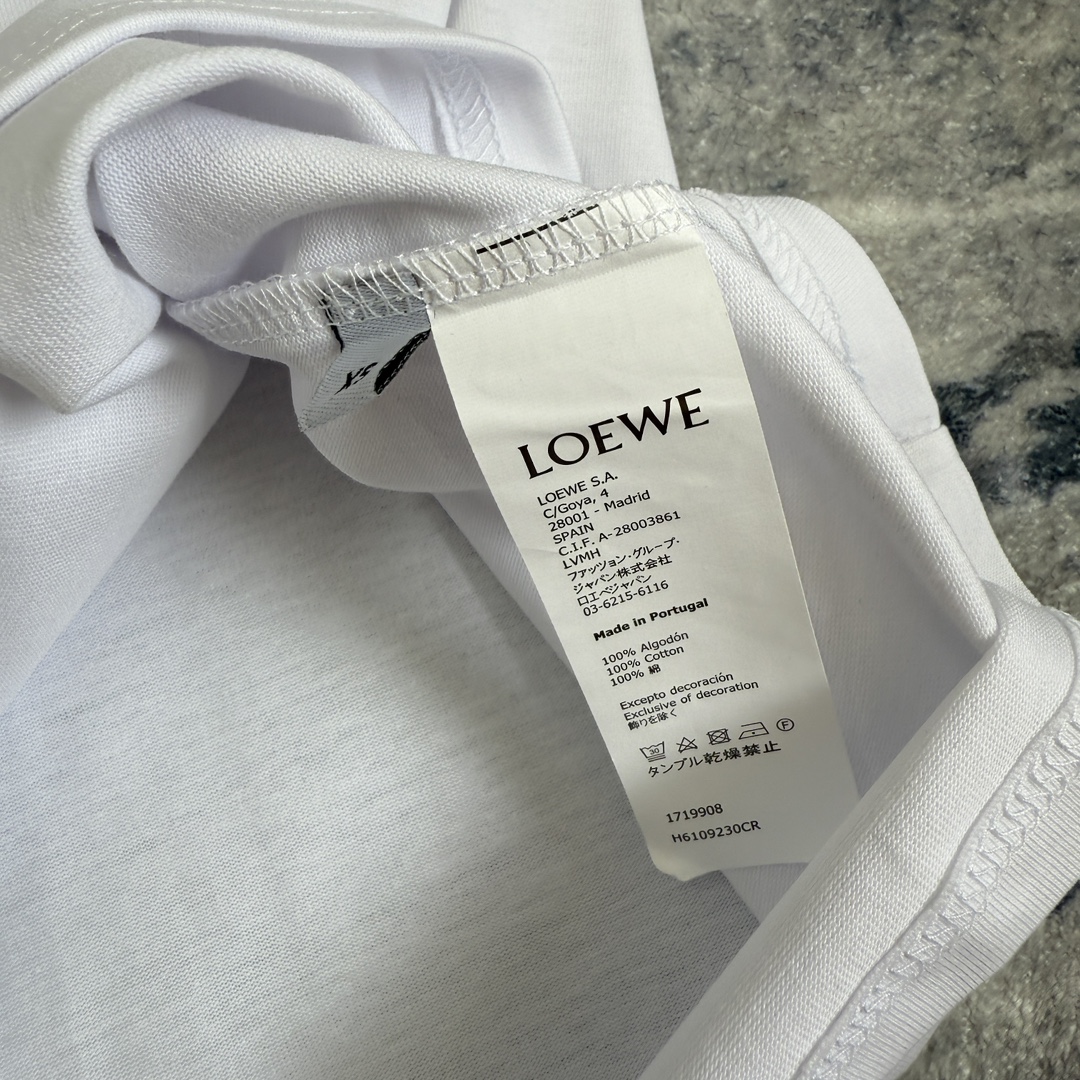 XS
LOEWE
LOEWE S.A.
C/Goya, 4
28001 - Madrid
SPAIN
C.I.F. A-28003861
LVMH
ファッション・グループ・
ジャパン株式会社
ロエベジャパン
03-6215-6116
Made in Portugal
100% Algodón
100% Cotton
100% 綿
Excepto decoración
Exclusive of decoration
飾りを除く
30 F
タンブル乾燥禁止
1719908
H6109230CR